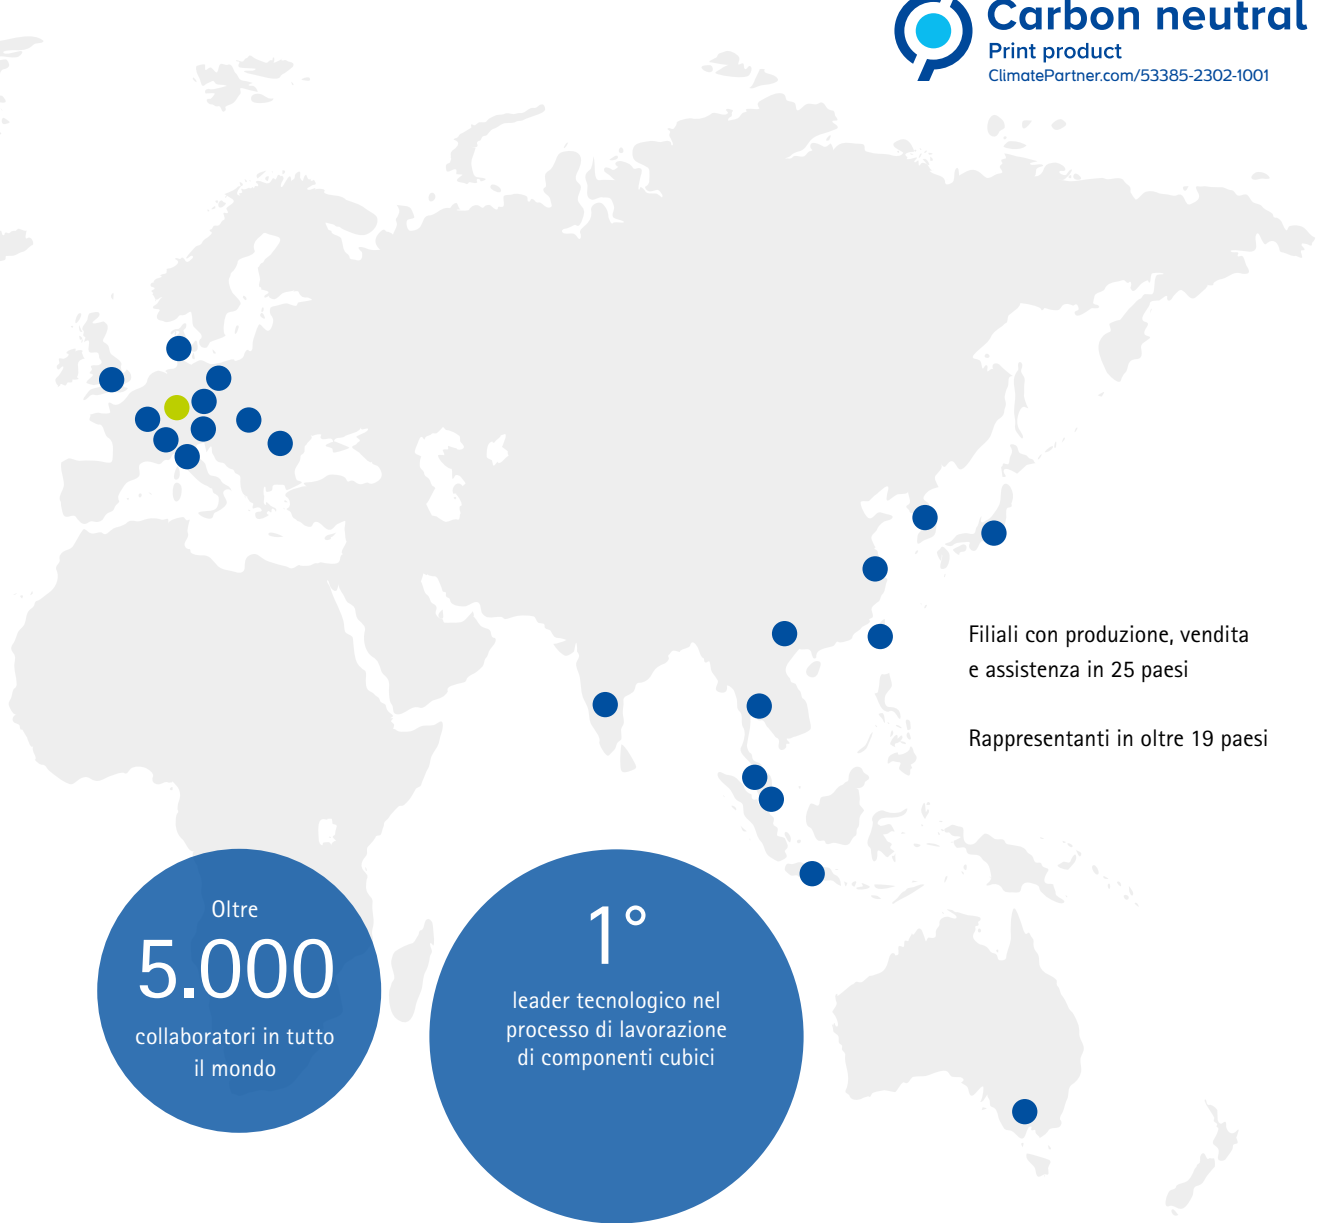 Carbon neutral
Print product
ClimatePartner.com/53385-2302-1001
Filiali con produzione, vendita
e assistenza in 25 paesi
Rappresentanti in oltre 19 paesi
Oltre
5.000
collaboratori in tutto
il mondo
1°
leader tecnologico nel
processo di lavorazione
di componenti cubici